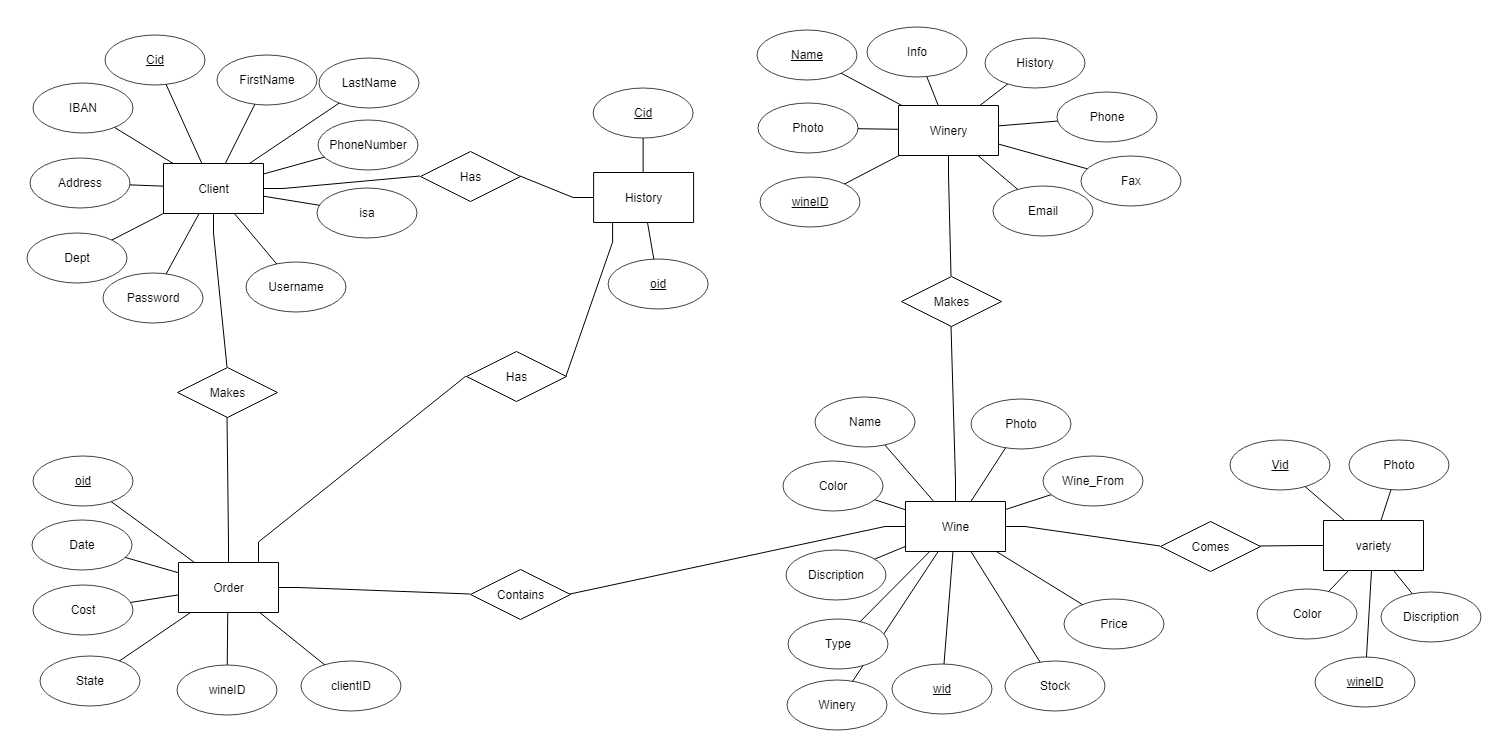 Cid
FirstName
LastName
IBAN
PhoneNumber
Address
Client
isa
Dept
Password
Username
Has
Cid
History
oid
Makes
Has
oid
Date
Cost
State
Order
wineID
clientID
Contains
Name
Info
History
Photo
Winery
Phone
wineID
Email
Fax
Makes
Name
Photo
Color
Wine_From
Wine
Discription
Type
Winery
wid
Stock
Price
Comes
Vid
Photo
variety
Color
Discription
wineID